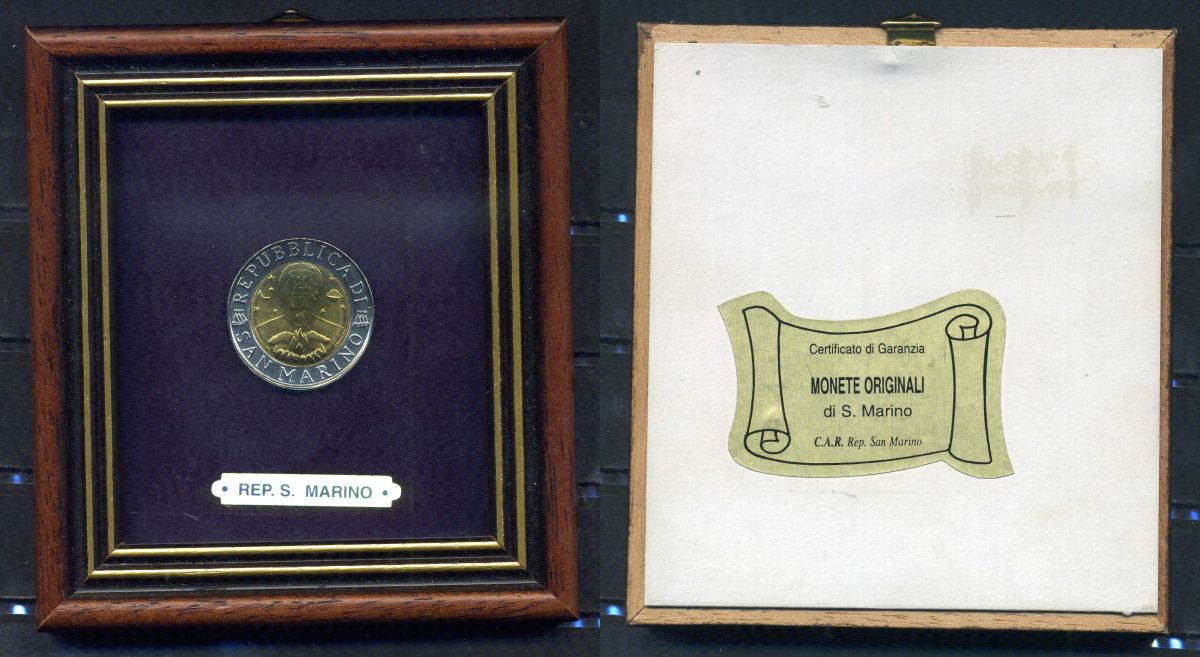 REPUBBLICA DI
SAN MARINO
REP. S. MARINO
Certificato di Garanzia
MONETE ORIGINALI
di S. Marino
C.A.R. Rep. San Marino